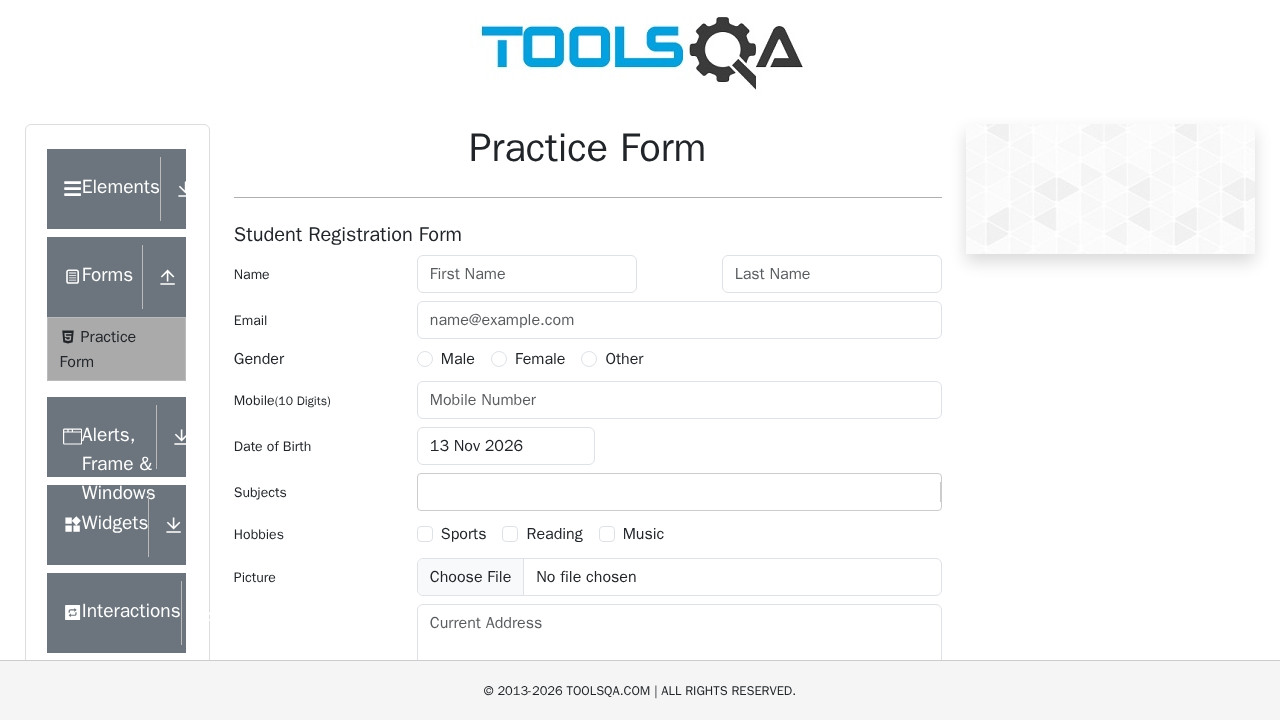 TOOLSQA
Practice Form
Elements
Forms
Practice
Form
Alerts,
Frame &
Windows
Widgets
Interactions
Student Registration Form
Name
First Name
Last Name
Email
name@example.com
Gender
Male
Female
Other
Mobile(10 Digits)
Mobile Number
Date of Birth
13 Nov 2026
Subjects
Hobbies
Sports
Reading
Music
Picture
Choose File
No file chosen
Current Address
© 2013-2026 TOOLSQA.COM | ALL RIGHTS RESERVED.